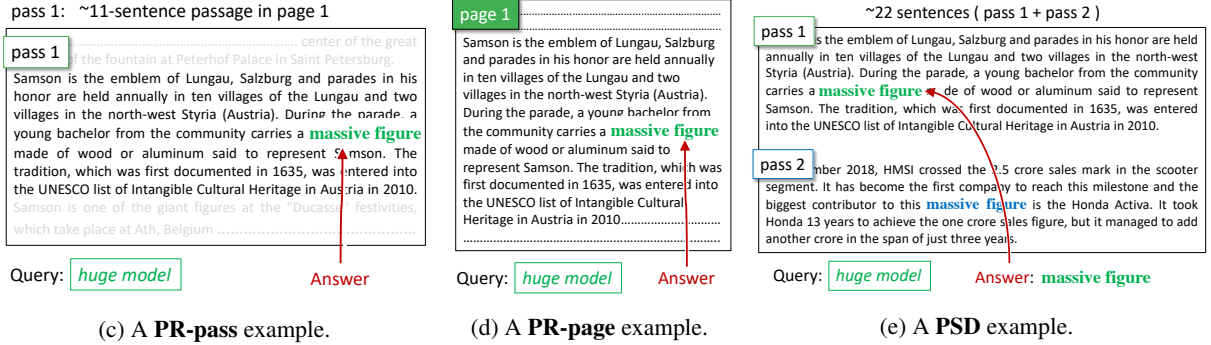 pass 1: ~11-sentence passage in page 1
pass 1
center of the great
of the fountain at Peterhof Palace in Saint Petersburg.
Samson is the emblem of Lungau, Salzburg and parades in his
honor are held annually in ten villages of the Lungau and two
villages in the north-west Styria (Austria). During the parade, a
young bachelor from the community carries a massive figure
made of wood or aluminum said to represent Samson. The
tradition, which was first documented in 1635, was entered into
the UNESCO list of Intangible Cultural Heritage in Austria in 2010.
Samson is one of the giant figures at the "Ducasse" festivities,
which take place at Ath, Belgium
Query: huge model
Answer
(c) A PR-pass example.
page 1
Samson is the emblem of Lungau, Salzburg
and parades in his honor are held annually
in ten villages of the Lungau and two
villages in the north-west Styria (Austria).
During the parade, a young bachelor from
the community carries a massive figure
made of wood or aluminum said to
represent Samson. The tradition, which was
first documented in 1635, was entered into
the UNESCO list of Intangible Cultural
Heritage in Austria in 2010
Query: huge model
Answer
(d) A PR-page example.
~22 sentences ( pass 1 + pass 2 )
pass 1
is the emblem of Lungau, Salzburg and parades in his honor are held
annually in ten villages of the Lungau and two villages in the north-west
Styria (Austria). During the parade, a young bachelor from the community
carries a massive figure de of wood or aluminum said to represent
Samson. The tradition, which was first documented in 1635, was entered
into the UNESCO list of Intangible Cultural Heritage in Austria in 2010.
pass 2
mber 2018, HMSI crossed the 2.5 crore sales mark in the scooter
segment. It has become the first company to reach this milestone and the
biggest contributor to this massive figure is the Honda Activa. It took
Honda 13 years to achieve the one crore sales figure, but it managed to add
another crore in the span of just three years.
Query: huge model
Answer: massive figure
(e) A PSD example.